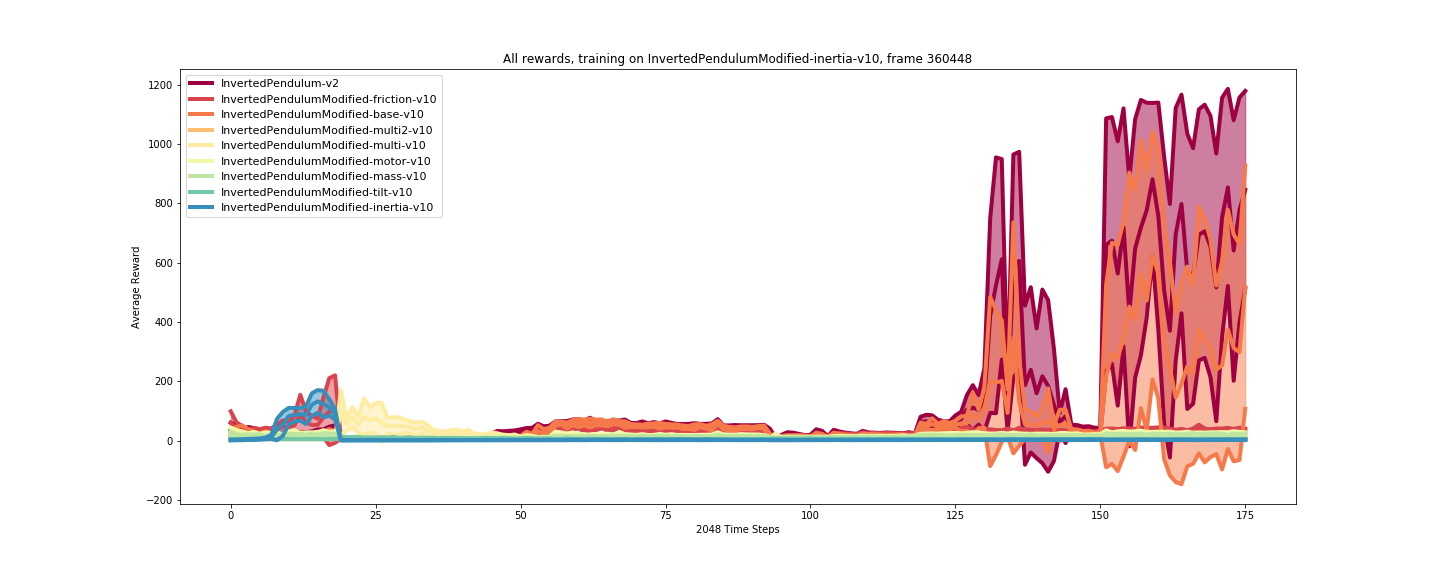 All rewards, training on InvertedPendulumModified-inertia-v10, frame 360448
InvertedPendulum-v2
InvertedPendulumModified-friction-v10
InvertedPendulumModified-base-v10
InvertedPendulumModified-multi2-v10
InvertedPendulumModified-multi-v10
InvertedPendulumModified-motor-v10
InvertedPendulumModified-mass-v10
InvertedPendulumModified-tilt-v10
InvertedPendulumModified-inertia-v10
1200
1000
800
600
400
200
0
−200
Average Reward
0 25 50 75 100 125 150 175
2048 Time Steps